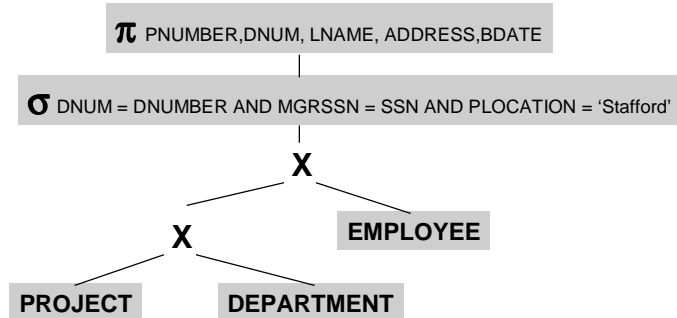 π PNUMBER,DNUM, LNAME, ADDRESS,BDATE
σ DNUM = DNUMBER AND MGRSSN = SSN AND PLOCATION = ‘Stafford’
X
X
EMPLOYEE
PROJECT
DEPARTMENT